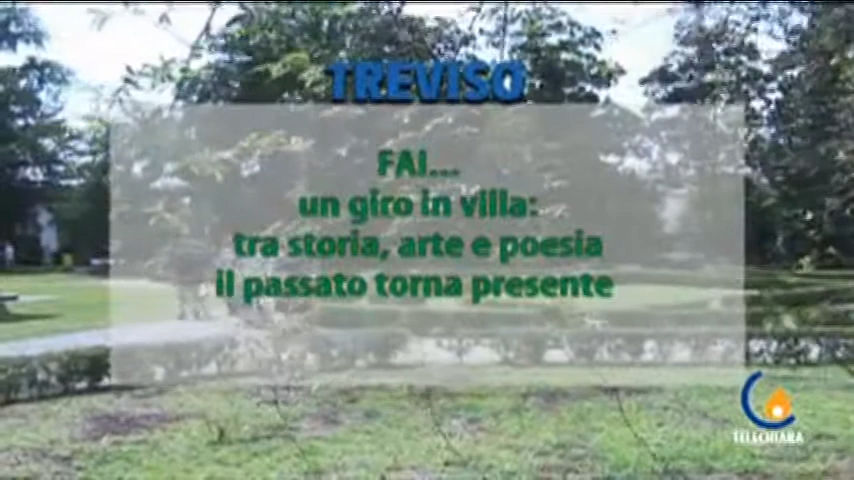 TREVISO
FAI...
un giro in villa:
tra storia, arte e poesia
il passato torna presente
TELECHIARA